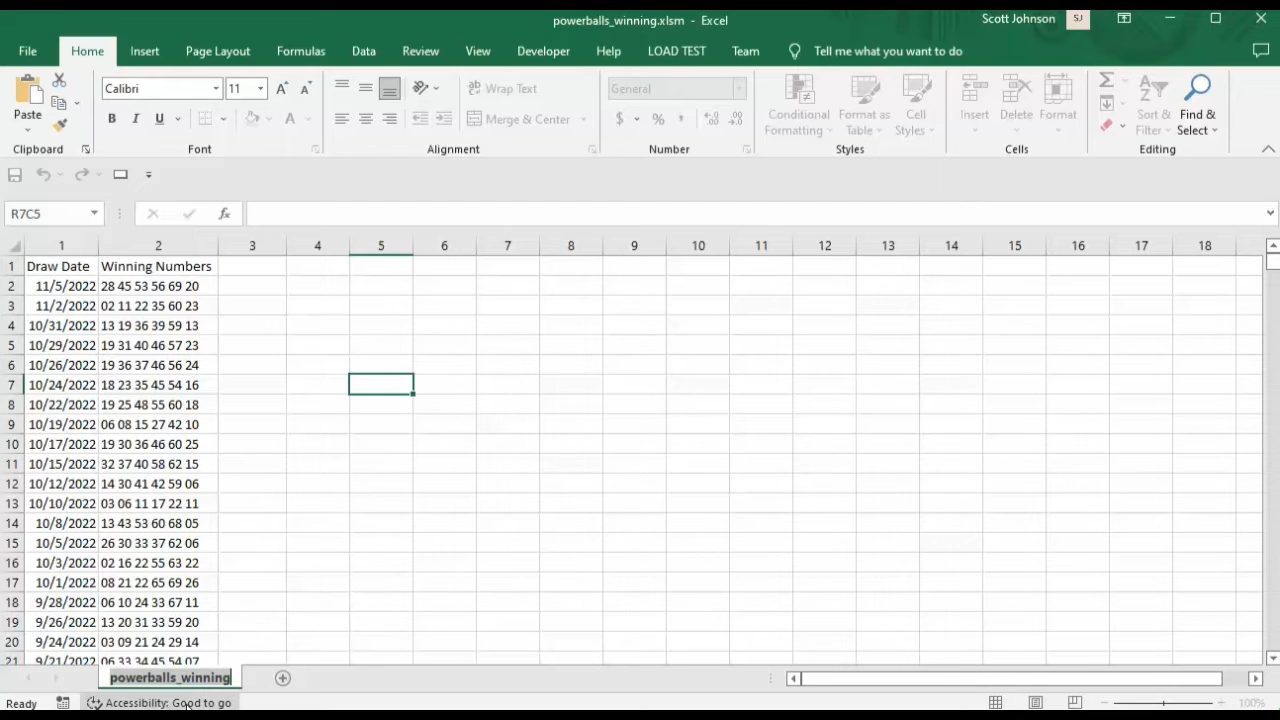 powerballs_winning.xlsm - Excel
Scott Johnson SJ
File Home Insert Page Layout Formulas Data Review View Developer Help LOAD TEST Team Tell me what you want to do
Paste
Calibri 11
B I U A
Wrap Text
Merge & Center
General
$ % ,
Conditional Formatting
Format as Table
Cell Styles
Insert Delete Format
Sort & Filter
Find & Select
Clipboard Font Alignment Number Styles Cells Editing
R7C5 fx
1 2 3 4 5 6 7 8 9 10 11 12 13 14 15 16 17 18
1 Draw Date Winning Numbers
2 11/5/2022 28 45 53 56 69 20
3 11/2/2022 02 11 22 35 60 23
4 10/31/2022 13 19 36 39 59 13
5 10/29/2022 19 31 40 46 57 23
6 10/26/2022 19 36 37 46 56 24
7 10/24/2022 18 23 35 45 54 16
8 10/22/2022 19 25 48 55 60 18
9 10/19/2022 06 08 15 27 42 10
10 10/17/2022 19 30 36 46 60 25
11 10/15/2022 32 37 40 58 62 15
12 10/12/2022 14 30 41 42 59 06
13 10/10/2022 03 06 11 17 22 11
14 10/8/2022 13 43 53 60 68 05
15 10/5/2022 26 30 33 37 62 06
16 10/3/2022 02 16 22 55 63 22
17 10/1/2022 08 21 22 65 69 26
18 9/28/2022 06 10 24 33 67 11
19 9/26/2022 13 20 31 33 59 20
20 9/24/2022 03 09 21 24 29 14
21 9/21/2022 06 33 34 45 54 07
powerballs_winning
Ready Accessibility: Good to go 100%